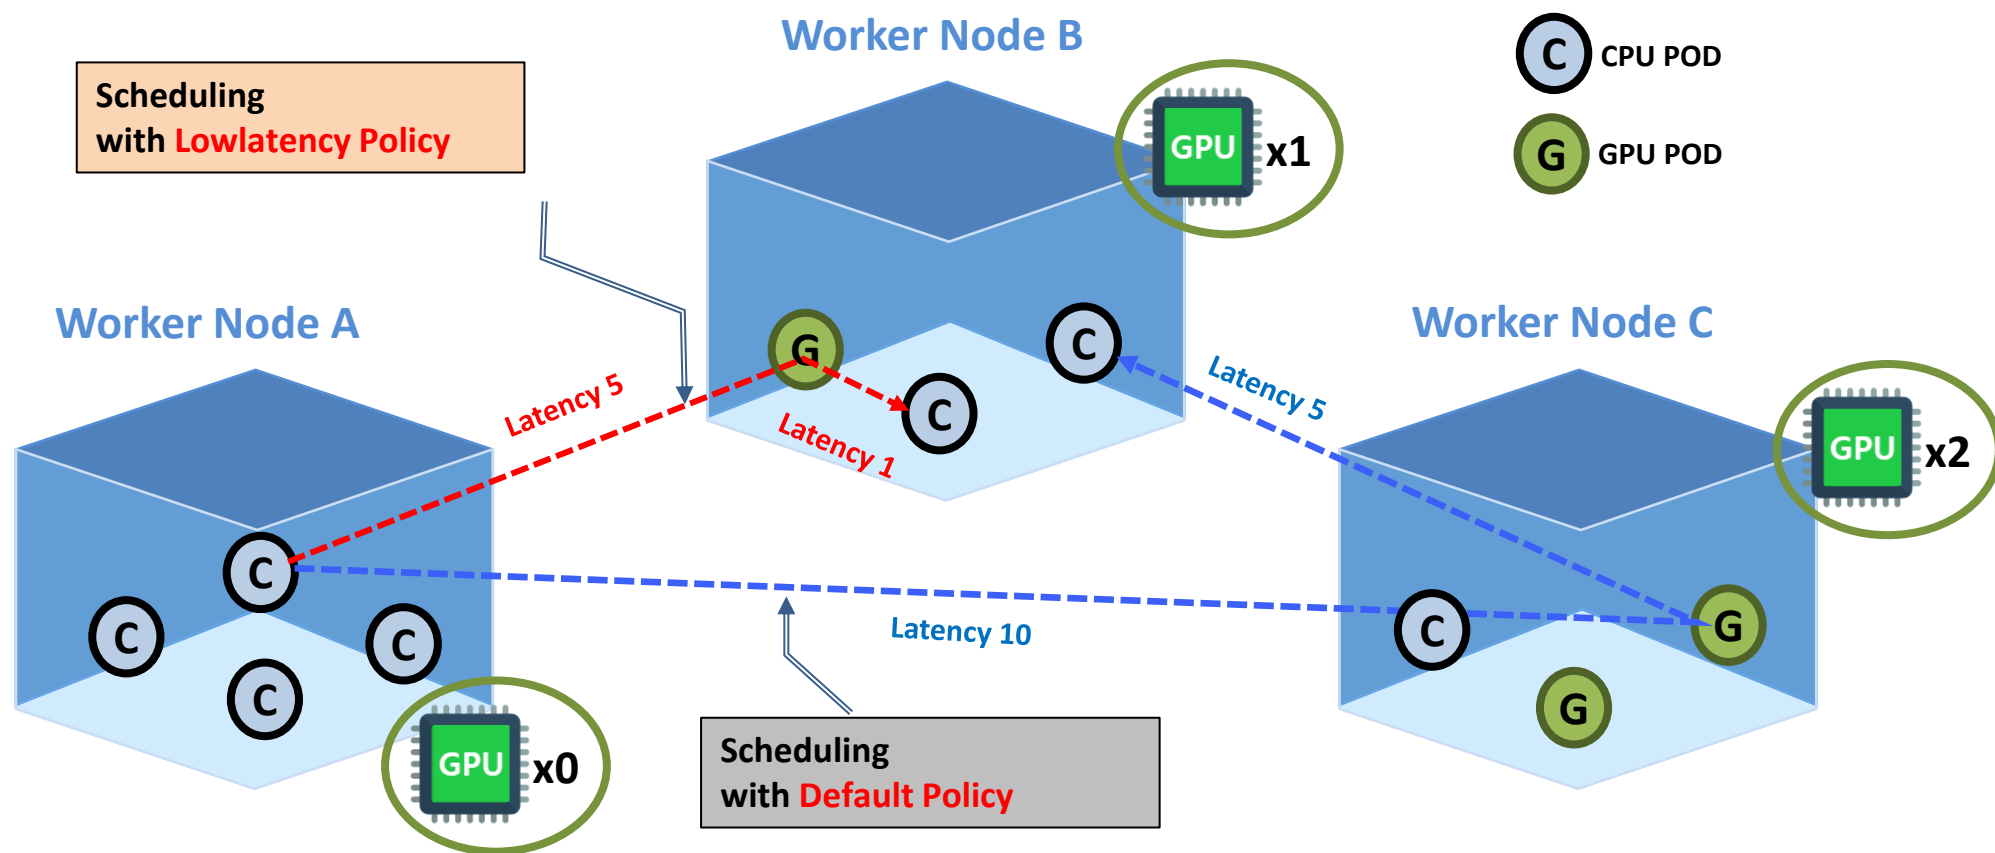 Worker Node B
C
CPU POD
Scheduling
with Lowlatency Policy
GPU
x1
G
GPU POD
Worker Node A
G
C
C
Worker Node C
Latency 5
Latency 1
Latency 5
GPU
x2
C
C
C
C
Latency 10
C
G
G
GPU
x0
Scheduling
with Default Policy